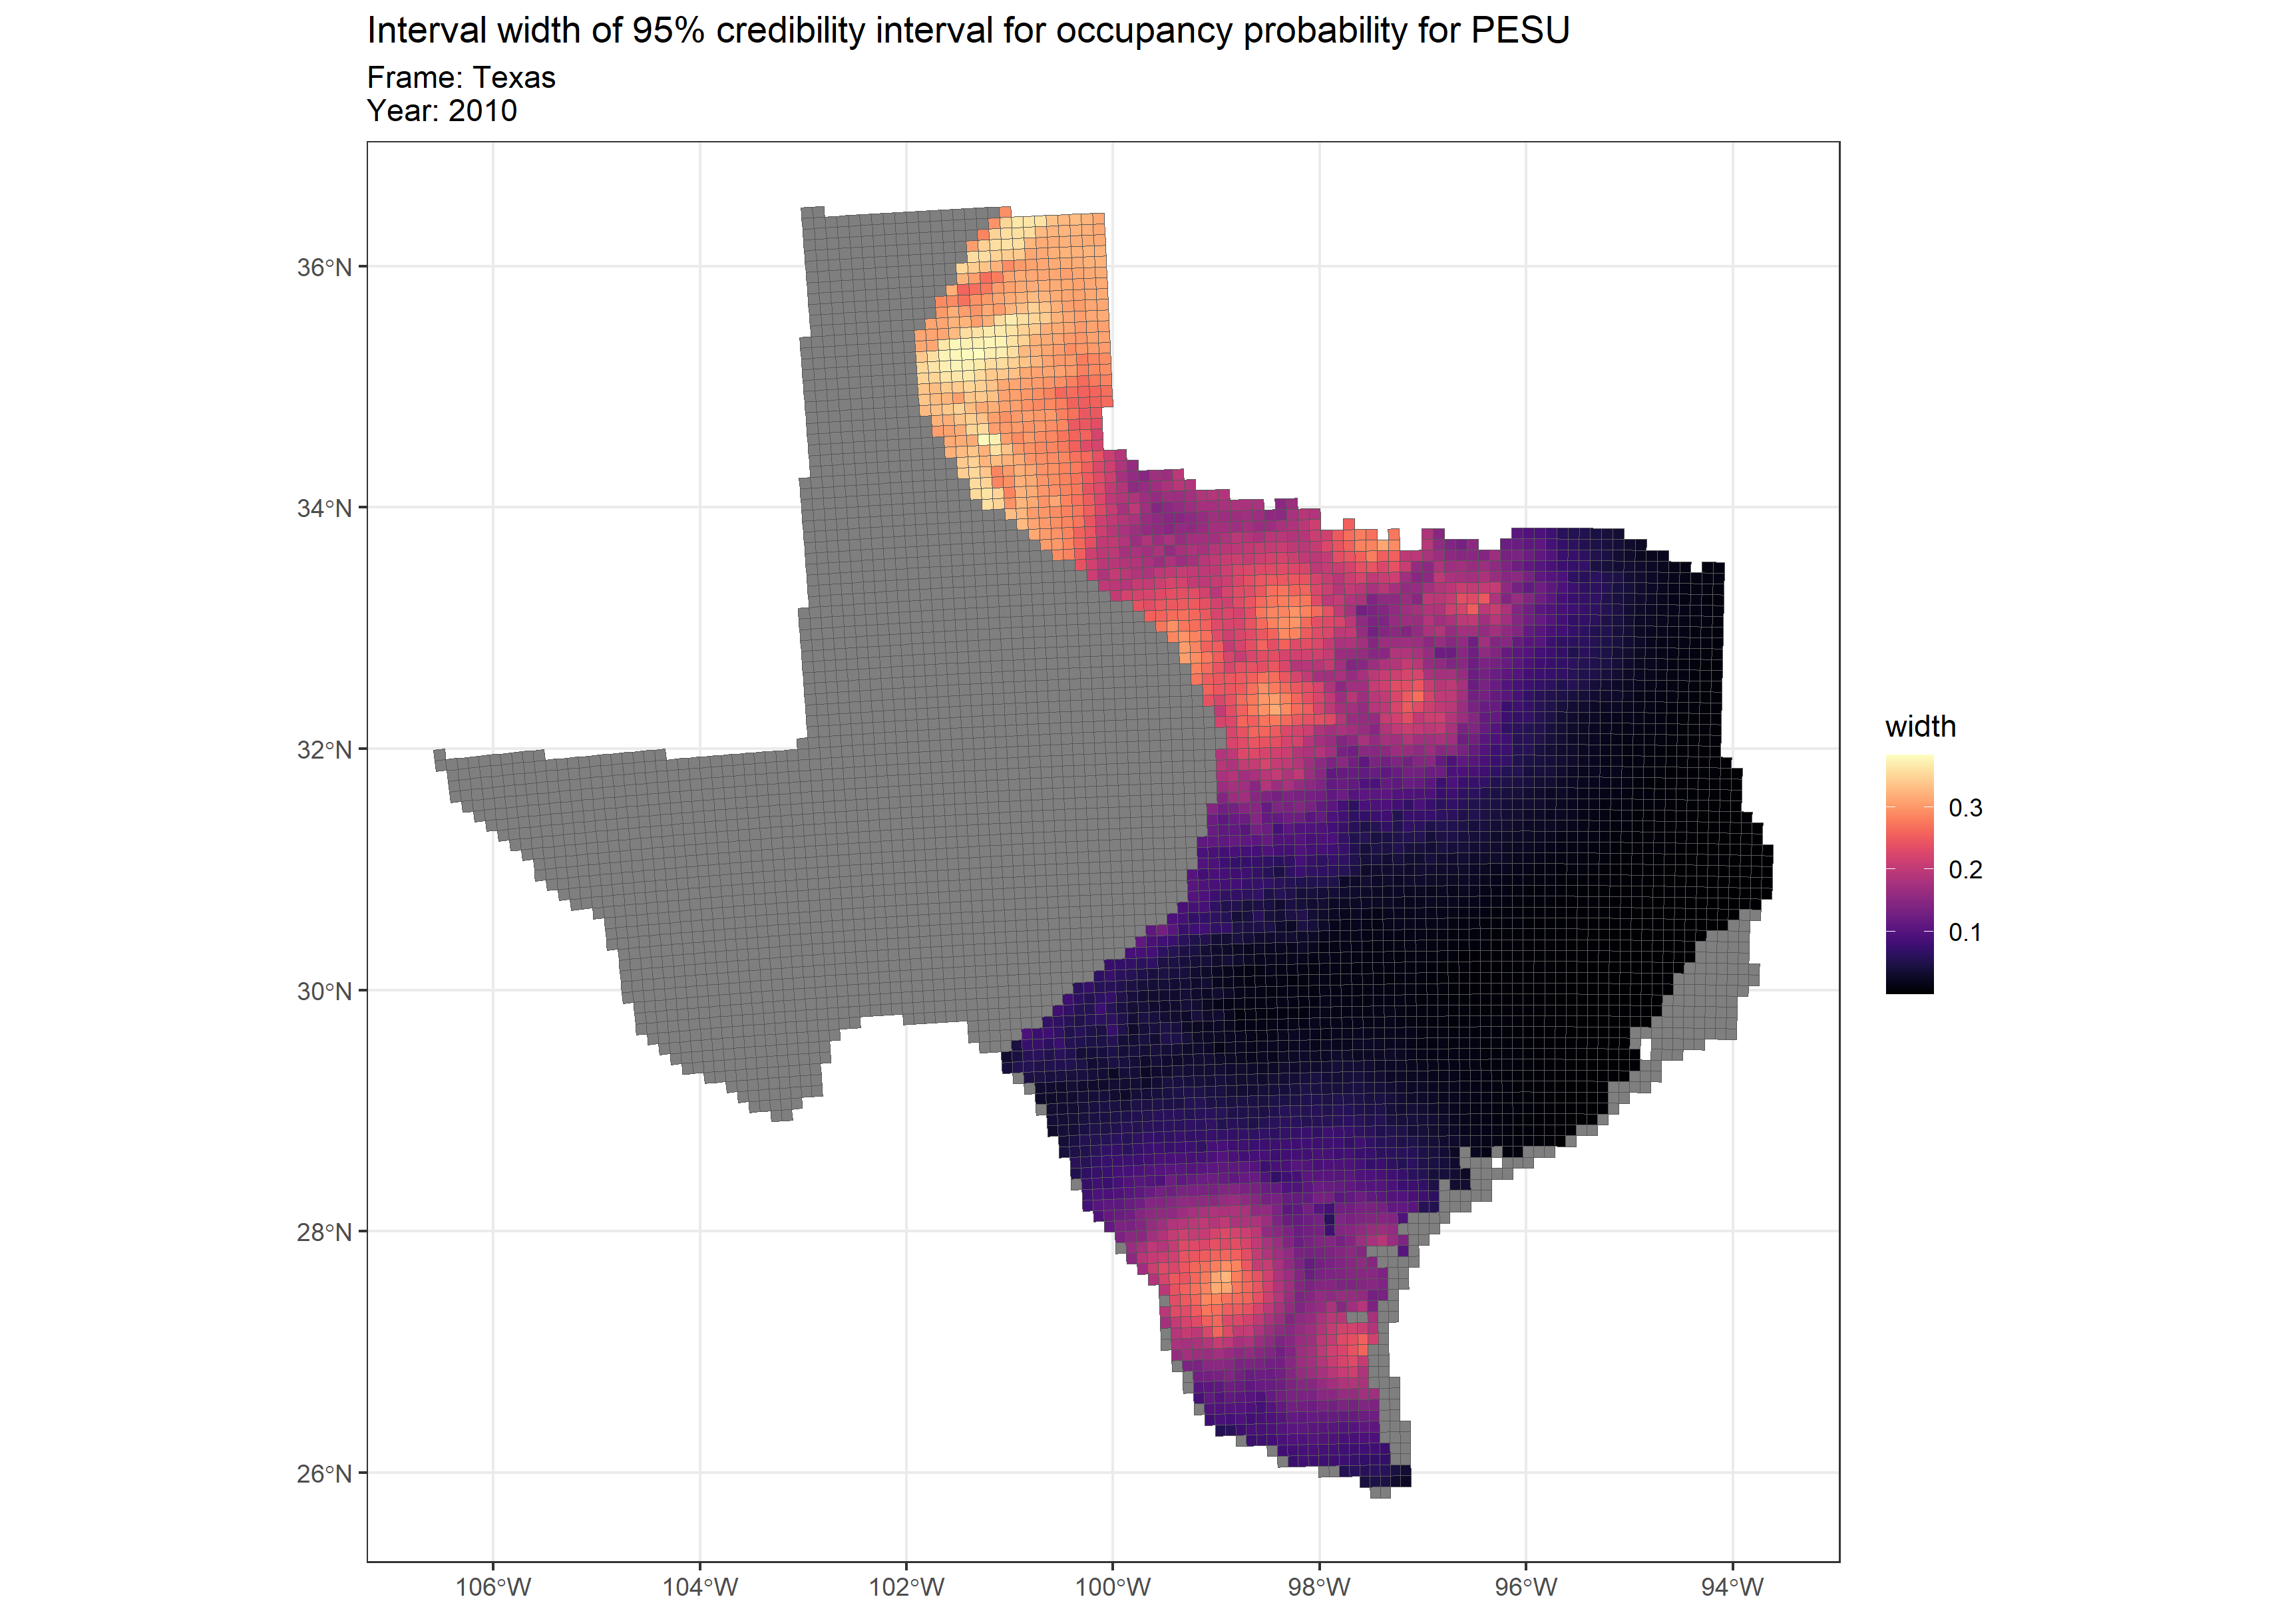 Interval width of 95% credibility interval for occupancy probability for PESU
Frame: Texas
Year: 2010
36°N
34°N
32°N
30°N
28°N
26°N
106°W
104°W
102°W
100°W
98°W
96°W
94°W
width
0.3
0.2
0.1